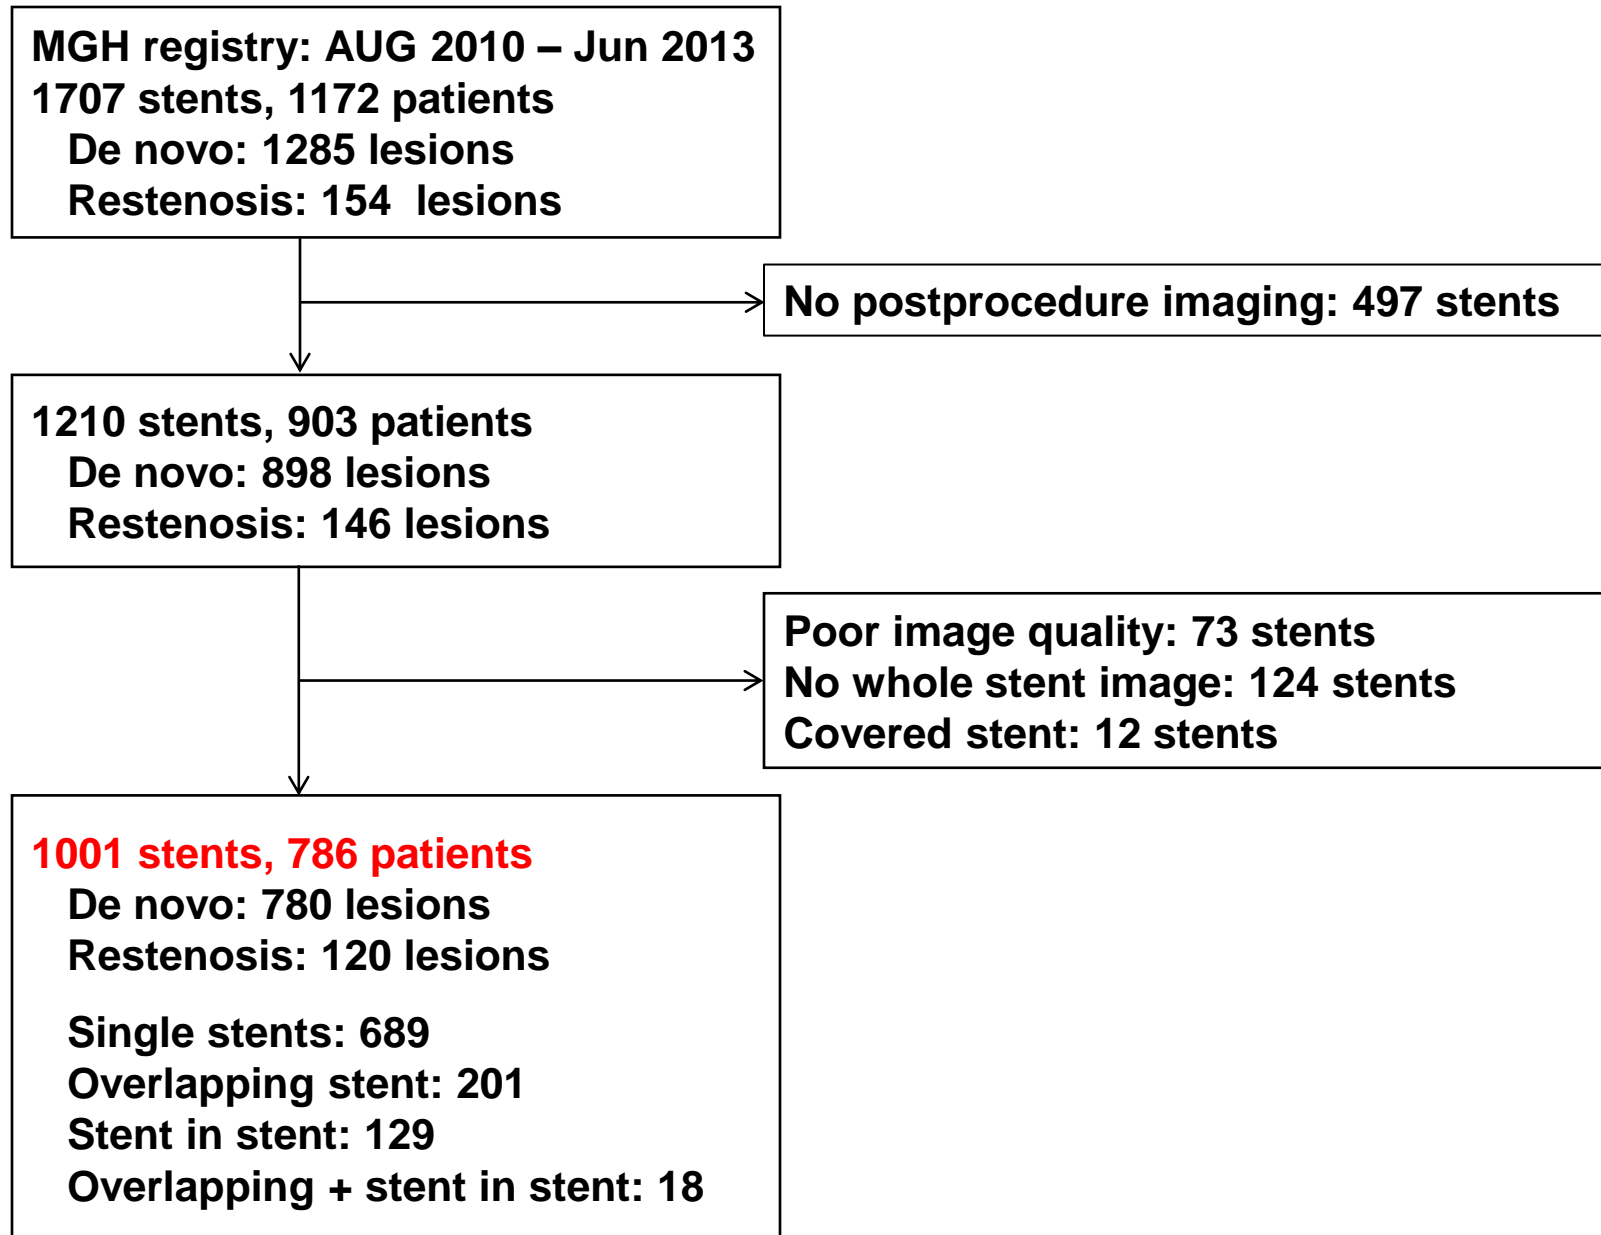 MGH registry: AUG 2010 – Jun 2013
1707 stents, 1172 patients
De novo: 1285 lesions
Restenosis: 154 lesions
No postprocedure imaging: 497 stents
1210 stents, 903 patients
De novo: 898 lesions
Restenosis: 146 lesions
Poor image quality: 73 stents
No whole stent image: 124 stents
Covered stent: 12 stents
1001 stents, 786 patients
De novo: 780 lesions
Restenosis: 120 lesions
Single stents: 689
Overlapping stent: 201
Stent in stent: 129
Overlapping + stent in stent: 18